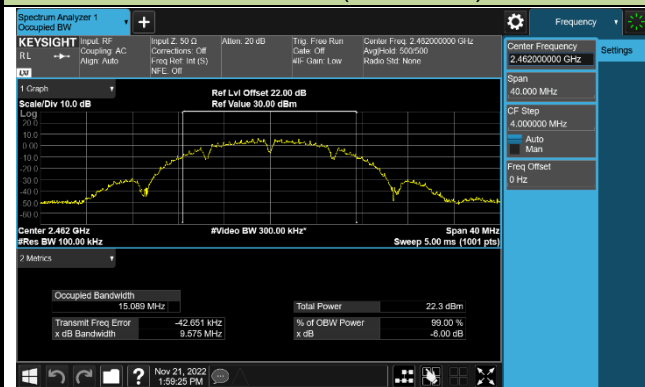 Spectrum Analyzer 1
Occupied BW
+
Frequency
KEYSIGHT
RL
LXI
Input: RF
Coupling: AC
Align: Auto
Input Z: 50 Ω
Corrections: Off
Freq Ref: Int (S)
NFE: Off
Atten: 20 dB
Trig: Free Run
Gate: Off
#IF Gain: Low
Center Freq: 2.462000000 GHz
Avg|Hold: 500/500
Radio Std: None
Center Frequency
2.462000000 GHz
Settings
Span
40.000 MHz
CF Step
4.000000 MHz
Auto
Man
Freq Offset
0 Hz
1 Graph
Scale/Div 10.0 dB
Ref Lvl Offset 22.00 dB
Ref Value 30.00 dBm
Log
20.0
10.0
0.00
-10.0
-20.0
-30.0
-40.0
-50.0
-60.0
Center 2.462 GHz
#Res BW 100.00 kHz
#Video BW 300.00 kHz*
Span 40 MHz
Sweep 5.00 ms (1001 pts)
2 Metrics
Occupied Bandwidth
15.089 MHz
Total Power 22.3 dBm
Transmit Freq Error -42.651 kHz
% of OBW Power 99.00 %
x dB Bandwidth 9.575 MHz
x dB -6.00 dB
?
Nov 21, 2022
1:59:25 PM